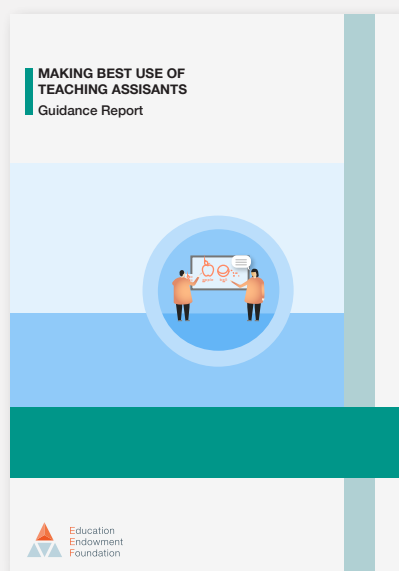 MAKING BEST USE OF
TEACHING ASSISANTS
Guidance Report
Education
Endowment
Foundation